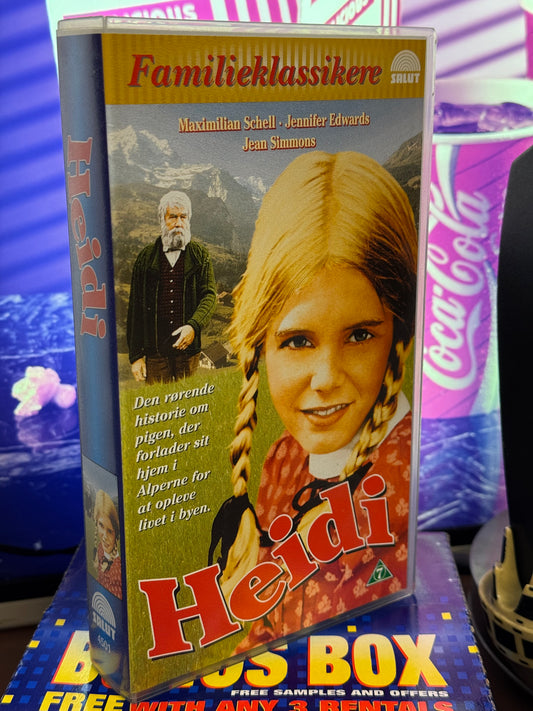 Familieklassikere
SALUT
Maximilian Schell · Jennifer Edwards
Jean Simmons
Heidi
Den rørende
historie om
pigen, der
forlader sit
hjem i
Alperne for
at opleve
livet i byen.
Heidi
7
SALUT
4501
Coca-Cola
BONUS BOX
FREE SAMPLES AND OFFERS
FREE WITH ANY 3 RENTALS